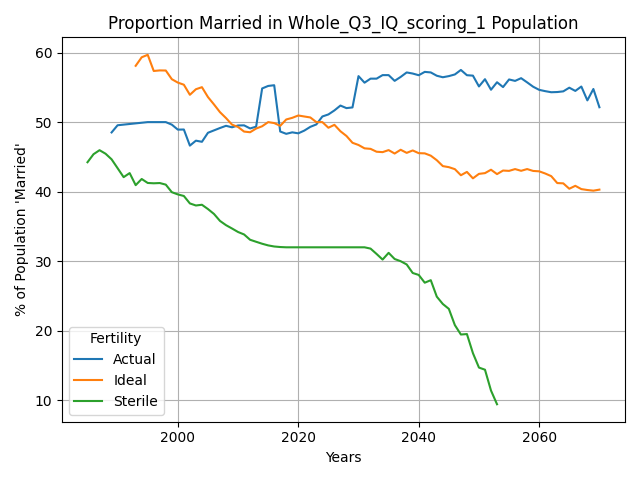 Proportion Married in Whole_Q3_IQ_scoring_1 Population
% of Population 'Married'
60
50
40
30
20
10
Fertility
Actual
Ideal
Sterile
2000 2020 2040 2060
Years